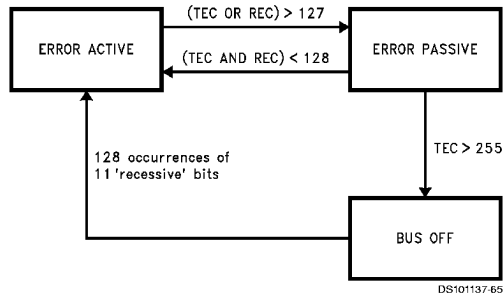 (TEC OR REC) > 127
ERROR ACTIVE
ERROR PASSIVE
(TEC AND REC) < 128
128 occurrences of
11 'recessive' bits
TEC > 255
BUS OFF
DS101137-65